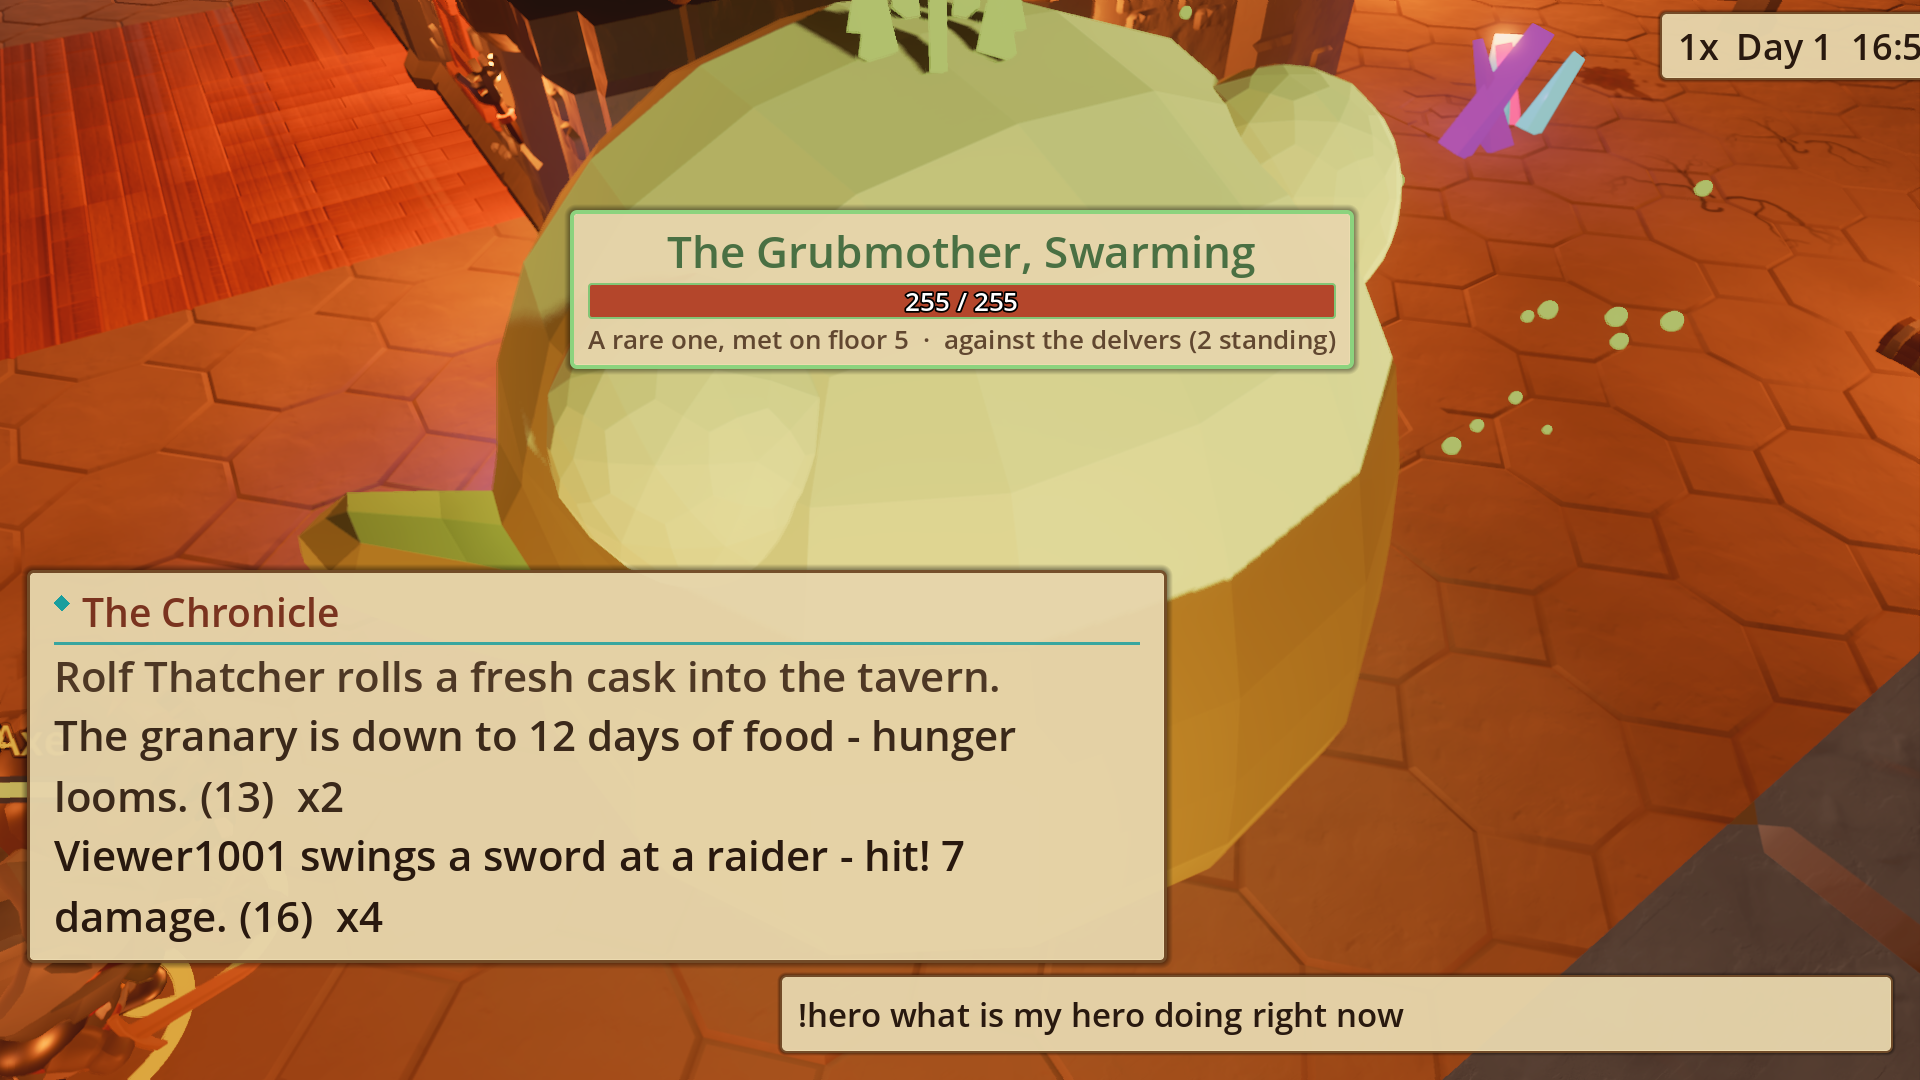 1x Day 1 16:5
The Grubmother, Swarming
255 / 255
A rare one, met on floor 5 · against the delvers (2 standing)
The Chronicle
Rolf Thatcher rolls a fresh cask into the tavern.
The granary is down to 12 days of food - hunger
looms. (13) x2
Viewer1001 swings a sword at a raider - hit! 7
damage. (16) x4
!hero what is my hero doing right now